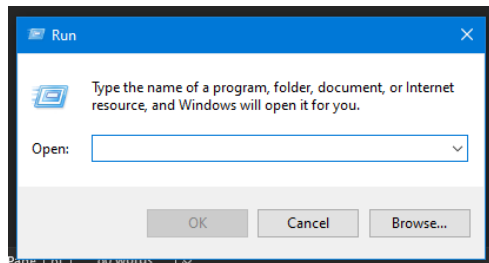 Run
Type the name of a program, folder, document, or Internet
resource, and Windows will open it for you.
Open:
OK Cancel Browse...